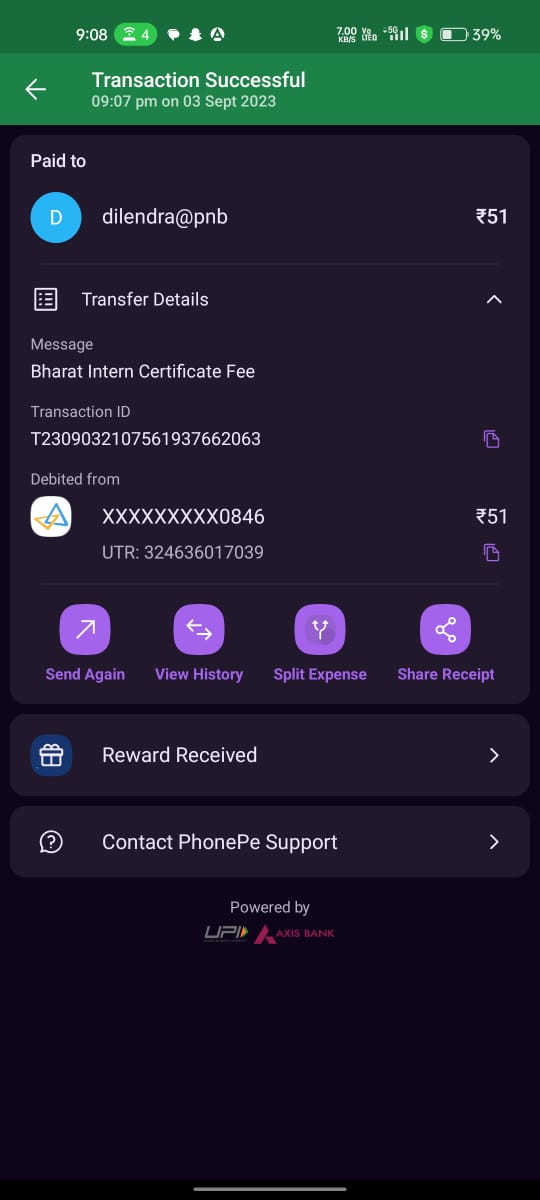 9:08 4 7.00 KB/S Vo LTE 5G $ 39%
Transaction Successful
09:07 pm on 03 Sept 2023
Paid to
D dilendra@pnb ₹51
Transfer Details
Message
Bharat Intern Certificate Fee
Transaction ID
T2309032107561937662063
Debited from
XXXXXXXXX0846 ₹51
UTR: 324636017039
Send Again View History Split Expense Share Receipt
Reward Received
Contact PhonePe Support
Powered by
UPI AXIS BANK